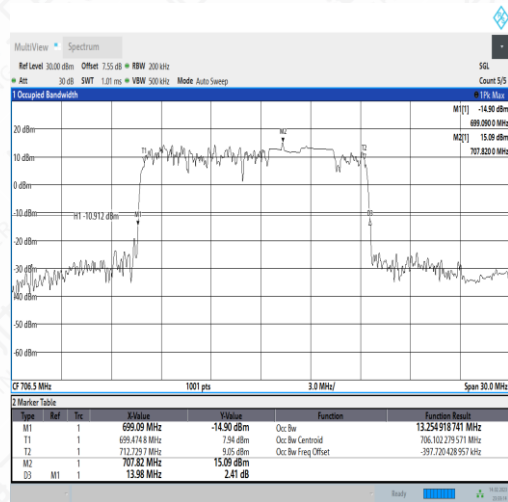 MultiView Spectrum
Ref Level 30.00 dBm Offset 7.55 dB RBW 200 kHz SGL
Att 30 dB SWT 1.01 ms VBW 500 kHz Mode Auto Sweep Count 5/5
1 Occupied Bandwidth 1Pk Max
M1[1] -14.90 dBm
699.090 0 MHz
M2[1] 15.09 dBm
707.820 0 MHz
20 dBm
M2
T1 T2
10 dBm
0 dBm
-10 dBm
H1 -10.912 dBm M1 D3
-20 dBm
-30 dBm
-40 dBm
-50 dBm
-60 dBm
CF 706.5 MHz 1001 pts 3.0 MHz/ Span 30.0 MHz
2 Marker Table
Type Ref Trc X-Value Y-Value Function Function Result
M1 1 699.09 MHz -14.90 dBm Occ Bw 13.254 918 741 MHz
T1 1 699.474 8 MHz 7.94 dBm Occ Bw Centroid 706.102 279 571 MHz
T2 1 712.729 7 MHz 9.05 dBm Occ Bw Freq Offset -397.720 428 957 kHz
M2 1 707.82 MHz 15.09 dBm
D3 M1 1 13.98 MHz 2.41 dB
Ready